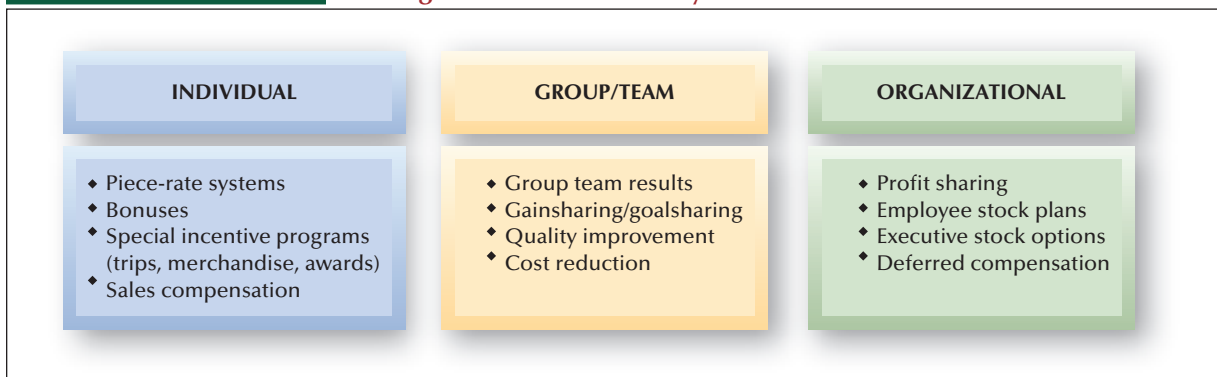 INDIVIDUAL
◆ Piece-rate systems
◆ Bonuses
◆ Special incentive programs
(trips, merchandise, awards)
◆ Sales compensation
GROUP/TEAM
◆ Group team results
◆ Gainsharing/goalsharing
◆ Quality improvement
◆ Cost reduction
ORGANIZATIONAL
◆ Profit sharing
◆ Employee stock plans
◆ Executive stock options
◆ Deferred compensation